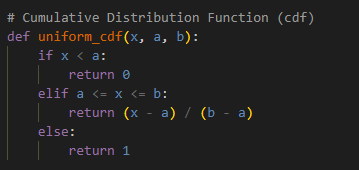 # Cumulative Distribution Function (cdf)
def uniform_cdf(x, a, b):
    if x < a:
        return 0
    elif a <= x <= b:
        return (x - a) / (b - a)
    else:
        return 1